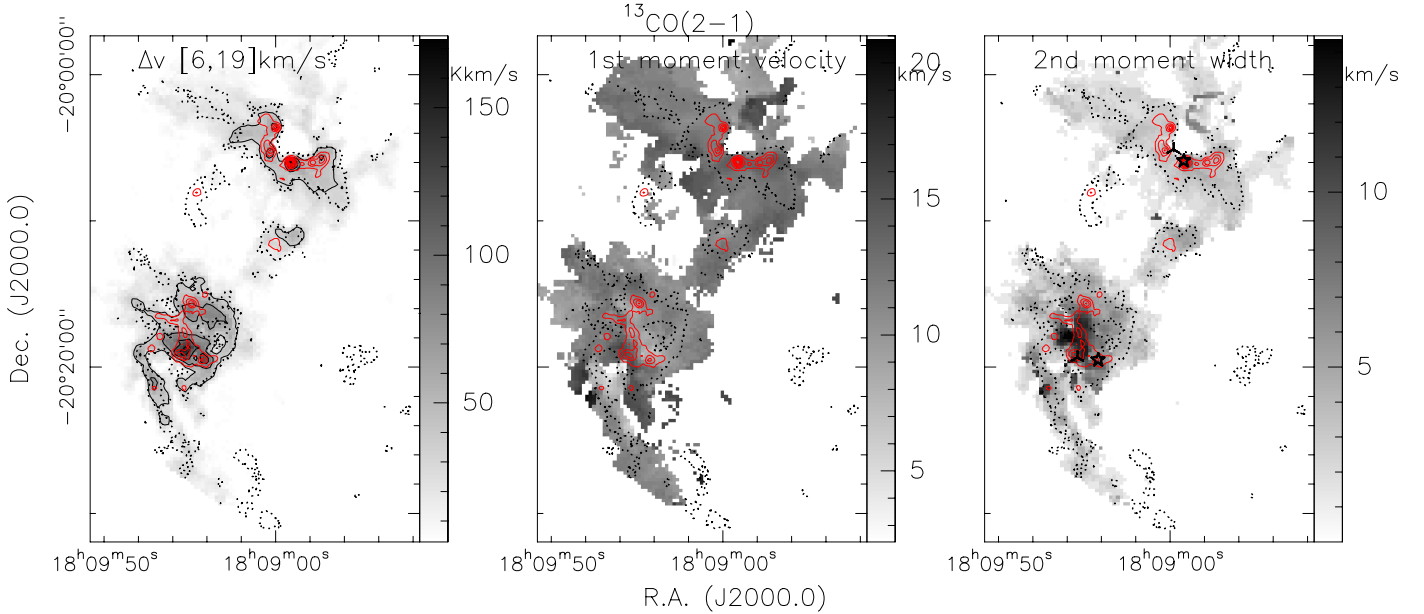 ¹³CO(2−1)
Δv [6,19]km/s
1st moment velocity
2nd moment width
Kkm/s
150
100
50
km/s
20
15
10
5
km/s
10
5
Dec. (J2000.0)
−20°00'00"
−20°20'00"
18ʰ09ᵐ50ˢ
18ʰ09ᵐ00ˢ
18ʰ09ᵐ50ˢ
18ʰ09ᵐ00ˢ
18ʰ09ᵐ50ˢ
18ʰ09ᵐ00ˢ
R.A. (J2000.0)